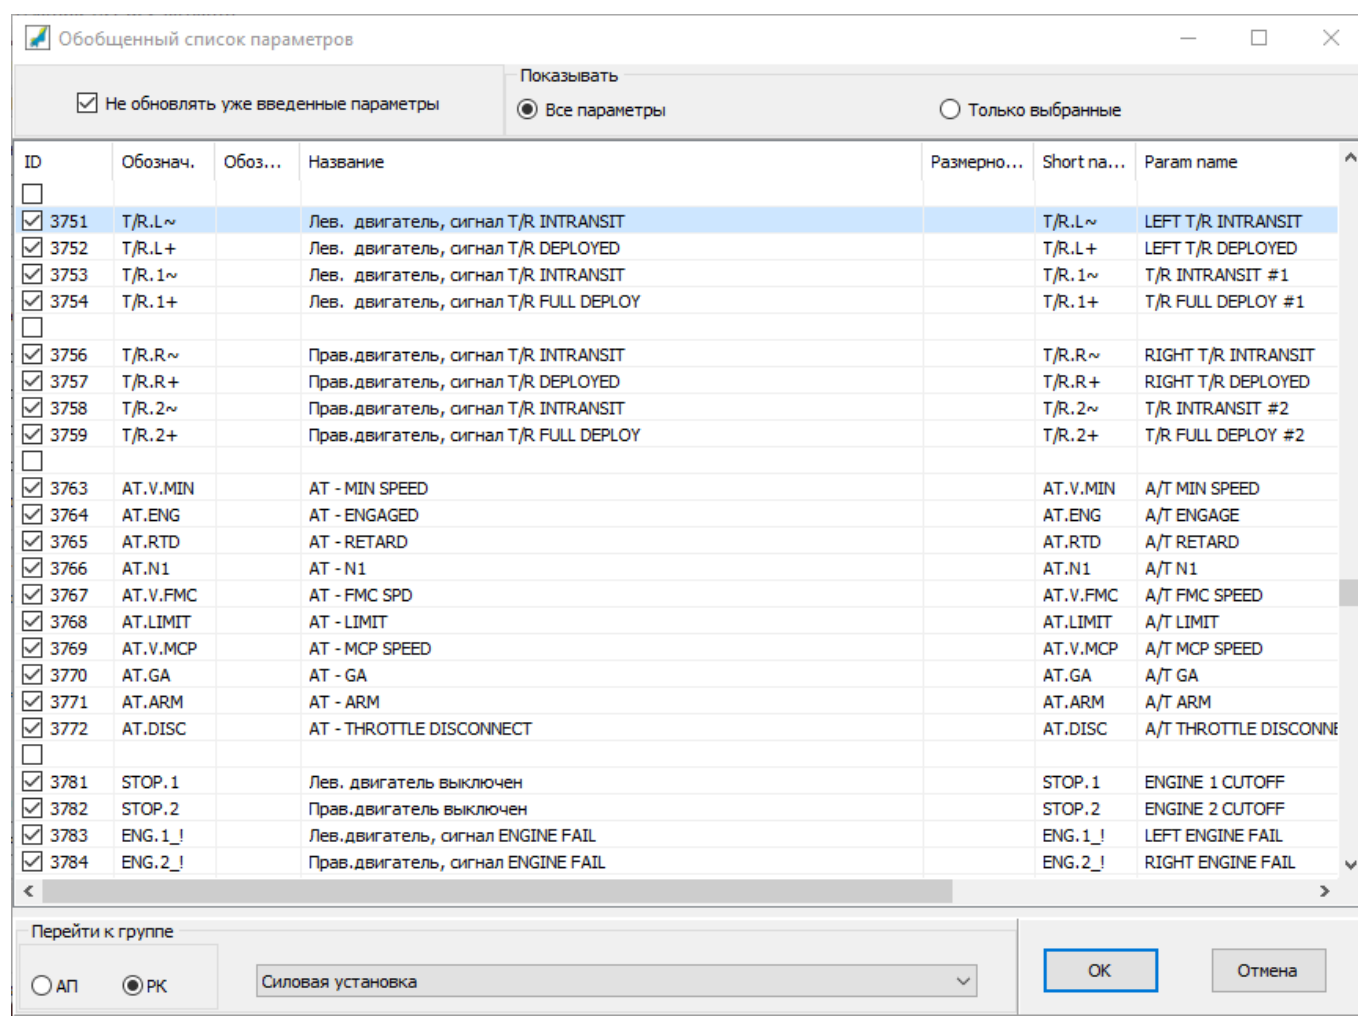 Обобщенный список параметров
Показывать
Не обновлять уже введенные параметры
Все параметры
Только выбранные
ID Обознач. Обоз... Название Размерно... Short na... Param name
3751 T/R.L~ Лев. двигатель, сигнал T/R INTRANSIT T/R.L~ LEFT T/R INTRANSIT
3752 T/R.L+ Лев. двигатель, сигнал T/R DEPLOYED T/R.L+ LEFT T/R DEPLOYED
3753 T/R.1~ Лев. двигатель, сигнал T/R INTRANSIT T/R.1~ T/R INTRANSIT #1
3754 T/R.1+ Лев. двигатель, сигнал T/R FULL DEPLOY T/R.1+ T/R FULL DEPLOY #1
3756 T/R.R~ Прав.двигатель, сигнал T/R INTRANSIT T/R.R~ RIGHT T/R INTRANSIT
3757 T/R.R+ Прав.двигатель, сигнал T/R DEPLOYED T/R.R+ RIGHT T/R DEPLOYED
3758 T/R.2~ Прав.двигатель, сигнал T/R INTRANSIT T/R.2~ T/R INTRANSIT #2
3759 T/R.2+ Прав.двигатель, сигнал T/R FULL DEPLOY T/R.2+ T/R FULL DEPLOY #2
3763 AT.V.MIN AT - MIN SPEED AT.V.MIN A/T MIN SPEED
3764 AT.ENG AT - ENGAGED AT.ENG A/T ENGAGE
3765 AT.RTD AT - RETARD AT.RTD A/T RETARD
3766 AT.N1 AT - N1 AT.N1 A/T N1
3767 AT.V.FMC AT - FMC SPD AT.V.FMC A/T FMC SPEED
3768 AT.LIMIT AT - LIMIT AT.LIMIT A/T LIMIT
3769 AT.V.MCP AT - MCP SPEED AT.V.MCP A/T MCP SPEED
3770 AT.GA AT - GA AT.GA A/T GA
3771 AT.ARM AT - ARM AT.ARM A/T ARM
3772 AT.DISC AT - THROTTLE DISCONNECT AT.DISC A/T THROTTLE DISCONNE
3781 STOP.1 Лев. двигатель выключен STOP.1 ENGINE 1 CUTOFF
3782 STOP.2 Прав.двигатель выключен STOP.2 ENGINE 2 CUTOFF
3783 ENG.1_! Лев.двигатель, сигнал ENGINE FAIL ENG.1_! LEFT ENGINE FAIL
3784 ENG.2_! Прав.двигатель, сигнал ENGINE FAIL ENG.2_! RIGHT ENGINE FAIL
Перейти к группе
АП РК Силовая установка ОК Отмена